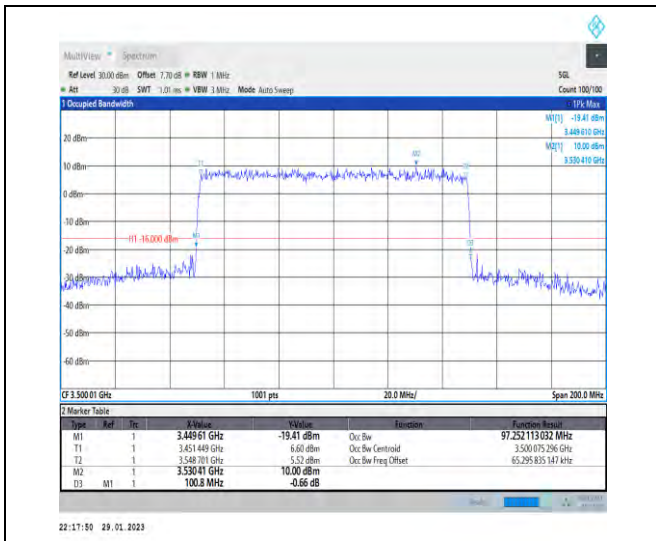 MultiView Spectrum
Ref Level 30.00 dBm Offset 7.70 dB RBW 1 MHz SGL
Att 30 dB SWT 1.01 ms VBW 3 MHz Mode Auto Sweep Count 100/100
1 Occupied Bandwidth 1Pk Max
M1[1] -19.41 dBm
3.449 610 GHz
M2[1] 10.00 dBm
3.530 410 GHz
20 dBm
T1 M2
10 dBm
0 dBm
-10 dBm
H1 -16.000 dBm
-30 dBm
-40 dBm
-50 dBm
-60 dBm
CF 3.500 01 GHz 1001 pts 20.0 MHz/ Span 200.0 MHz
2 Marker Table
Type Ref Trc X-Value Y-Value Function Function Result
M1 1 3.449 61 GHz -19.41 dBm Occ Bw 97.252 113 032 MHz
T1 1 3.451 449 GHz 6.60 dBm Occ Bw Centroid 3.500 075 296 GHz
T2 1 3.548 701 GHz 5.52 dBm Occ Bw Freq Offset 65.295 835 147 kHz
M2 1 3.530 41 GHz 10.00 dBm
D3 M1 1 100.8 MHz -0.66 dB
22:17:50 29.01.2023